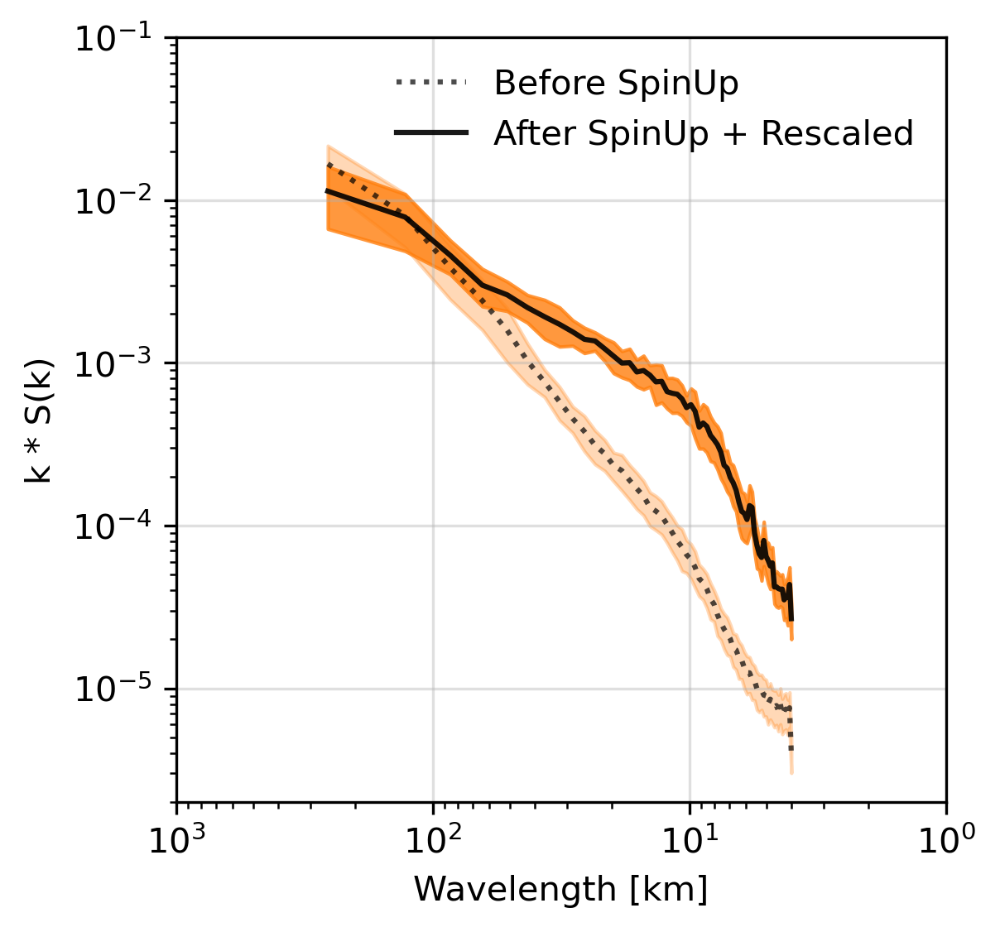 10⁻¹
Before SpinUp
After SpinUp + Rescaled
10⁻²
10⁻³
k * S(k)
10⁻⁴
10⁻⁵
10³ 10² 10¹ 10⁰
Wavelength [km]